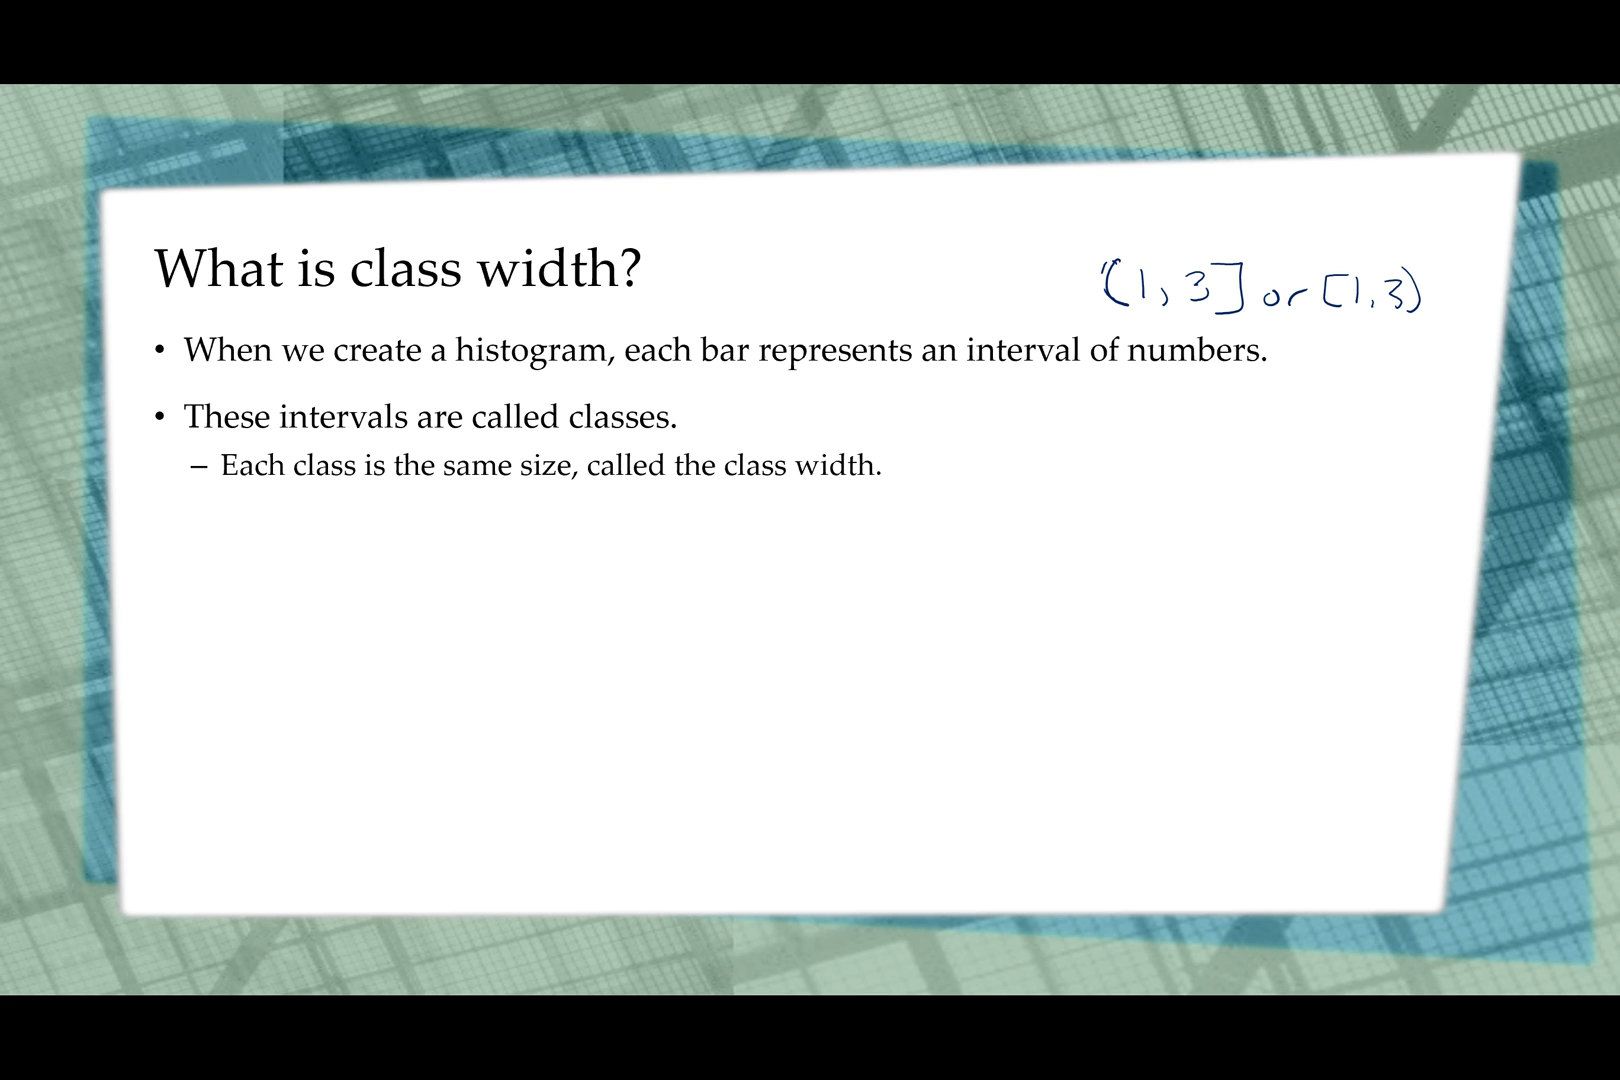 What is class width?
(1, 3] or [1, 3)
• When we create a histogram, each bar represents an interval of numbers.
• These intervals are called classes.
– Each class is the same size, called the class width.